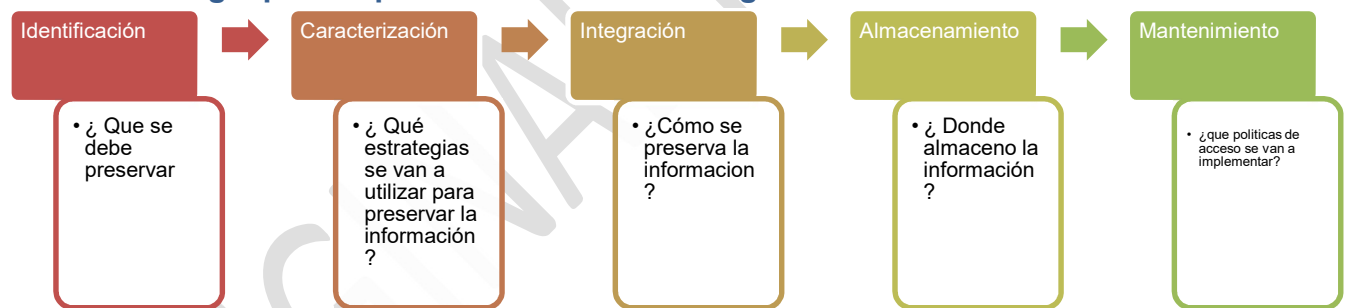 Identificación
Caracterización
Integración
Almacenamiento
Mantenimiento
• ¿ Que se
debe
preservar
• ¿ Qué
estrategias
se van a
utilizar para
preservar la
información
?
• ¿Cómo se
preserva la
informacion
?
• ¿ Donde
almaceno la
información
?
• ¿que politicas de
acceso se van a
implementar?